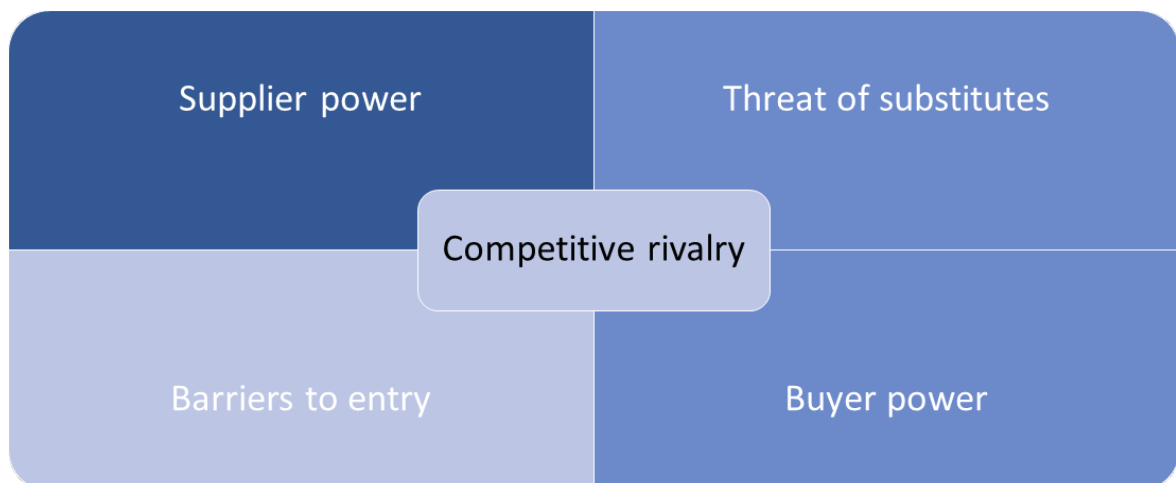 Supplier power
Threat of substitutes
Competitive rivalry
Barriers to entry
Buyer power